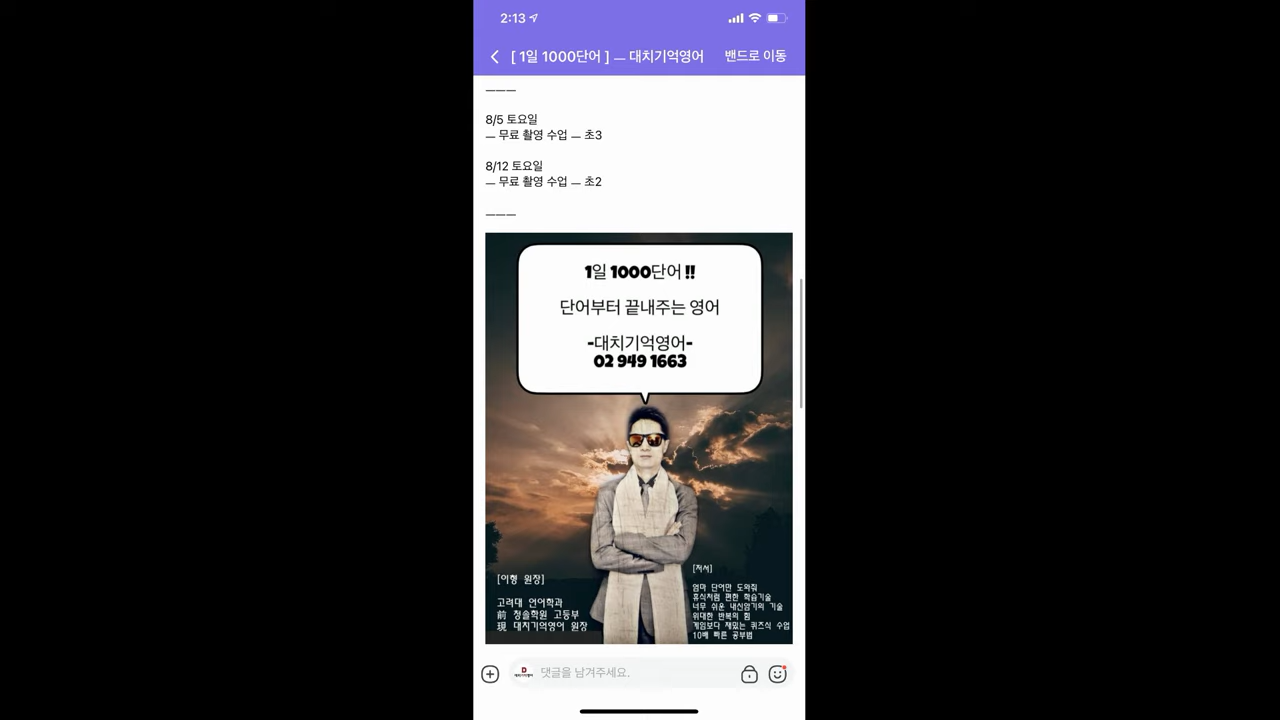 2:13
[ 1일 1000단어 ] — 대치기억영어
밴드로 이동
———
8/5 토요일
— 무료 촬영 수업 — 초3
8/12 토요일
— 무료 촬영 수업 — 초2
———
1일 1000단어 !!
단어부터 끝내주는 영어
-대치기억영어-
02 949 1663
[이형 원장]
고려대 언어학과
前 청솔학원 고등부
現 대치기억영어 원장
[저서]
엄마 단어만 도와줘
휴식처럼 편한 학습기술
너무 쉬운 내신암기의 기술
위대한 반복의 힘
게임보다 재밌는 퀴즈식 수업
10배 빠른 공부법
D
대치기억영어
댓글을 남겨주세요.